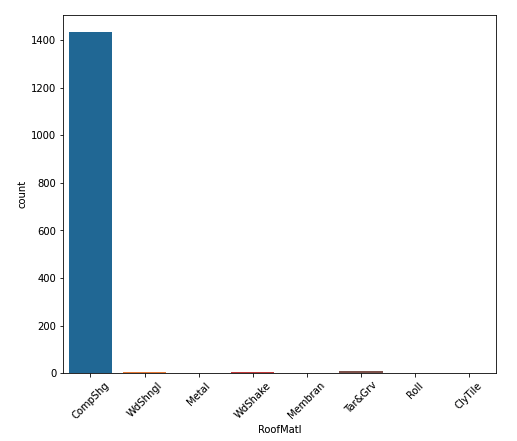 1400
1200
1000
800
600
400
200
0
count
CompShg
WdShngl
Metal
WdShake
Membran
Tar&Grv
Roll
ClyTile
RoofMatl